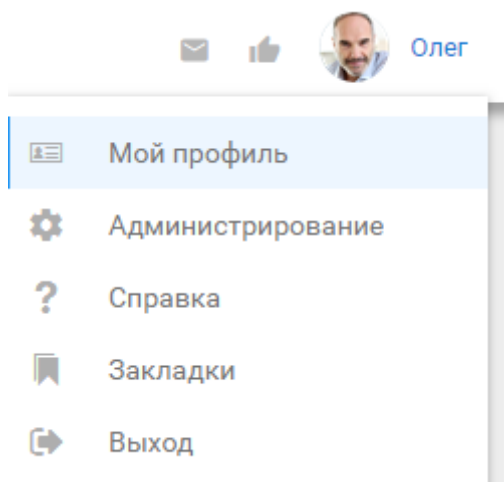 Олег
Мой профиль
Администрирование
Справка
Закладки
Выход